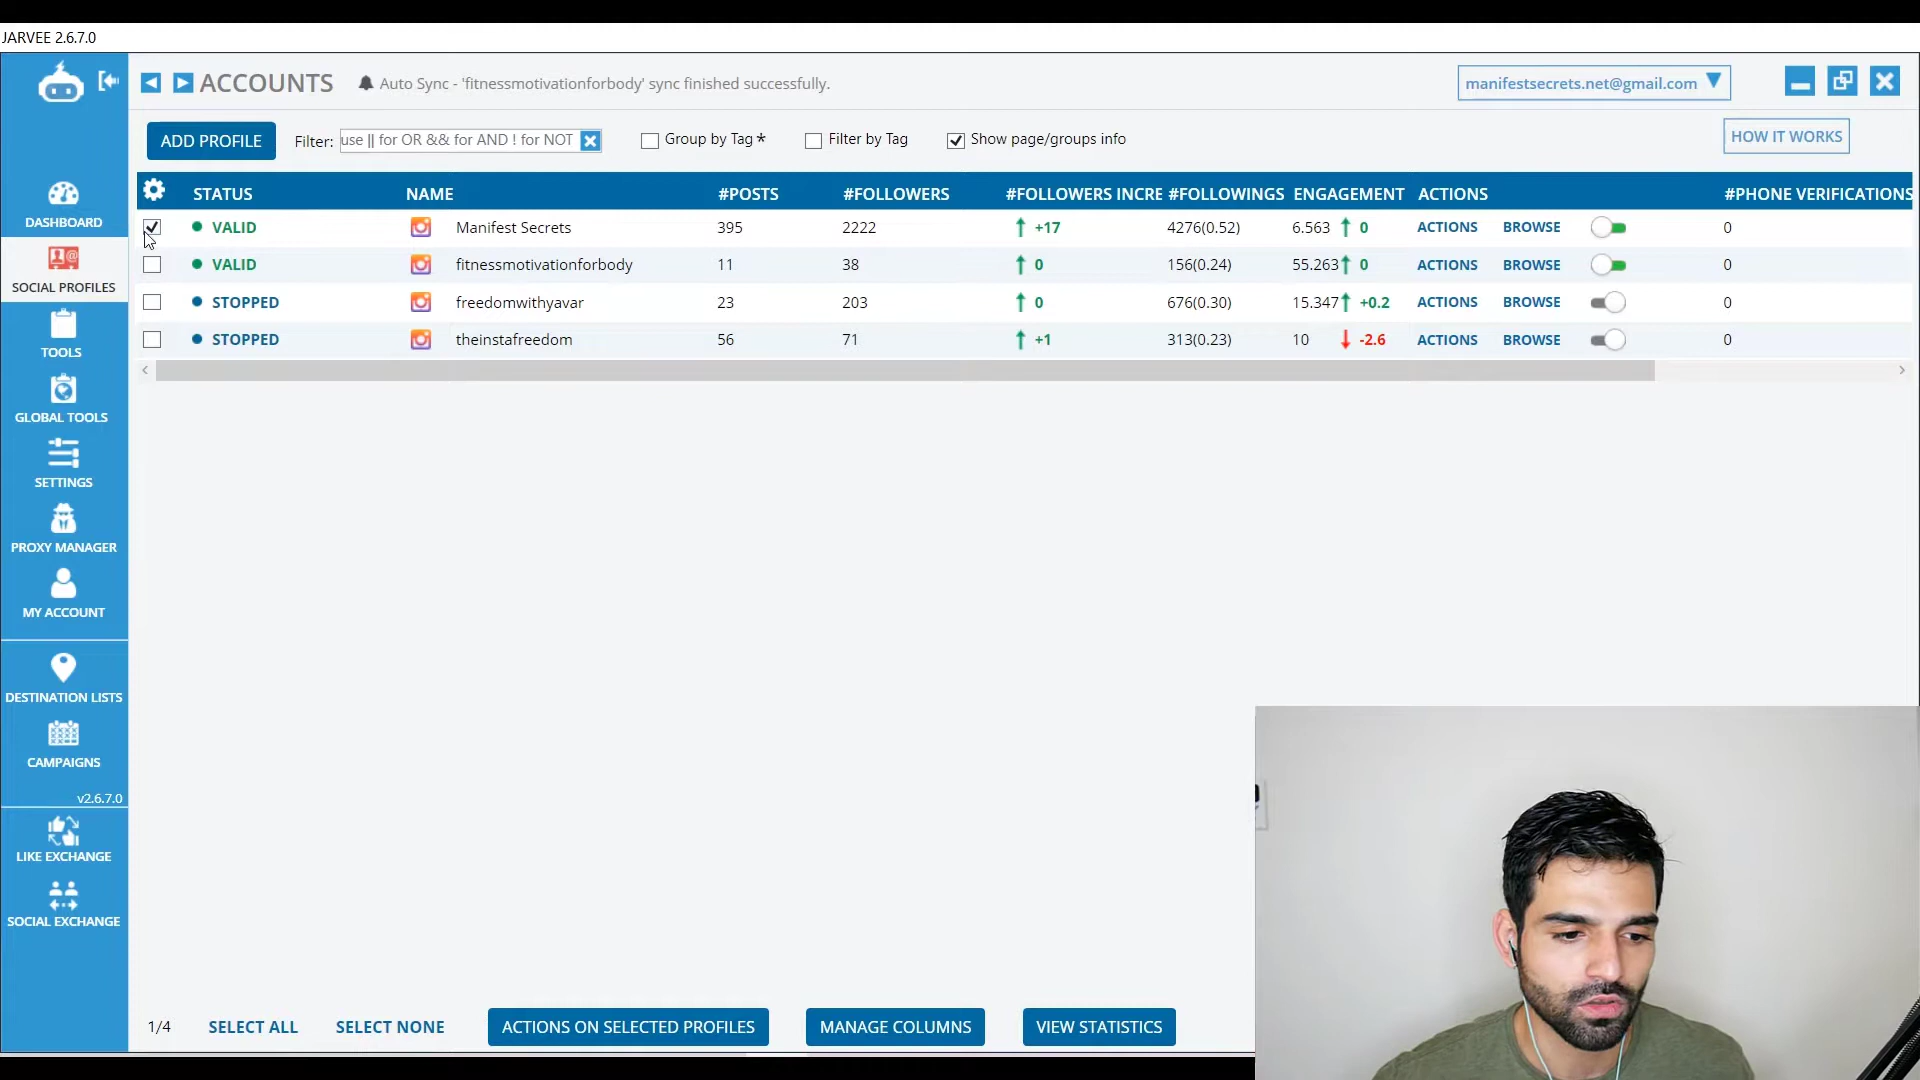 JARVEE 2.6.7.0
ACCOUNTS
Auto Sync - 'fitnessmotivationforbody' sync finished successfully.
manifestsecrets.net@gmail.com
ADD PROFILE
Filter:
use || for OR && for AND ! for NOT
Group by Tag *
Filter by Tag
Show page/groups info
HOW IT WORKS
STATUS NAME #POSTS #FOLLOWERS #FOLLOWERS INCRE #FOLLOWINGS ENGAGEMENT ACTIONS #PHONE VERIFICATIONS
VALID Manifest Secrets 395 2222 +17 4276(0.52) 6.563 0 ACTIONS BROWSE 0
VALID fitnessmotivationforbody 11 38 0 156(0.24) 55.263 0 ACTIONS BROWSE 0
STOPPED freedomwithyavar 23 203 0 676(0.30) 15.347 +0.2 ACTIONS BROWSE 0
STOPPED theinstafreedom 56 71 +1 313(0.23) 10 -2.6 ACTIONS BROWSE 0
DASHBOARD
SOCIAL PROFILES
TOOLS
GLOBAL TOOLS
SETTINGS
PROXY MANAGER
MY ACCOUNT
DESTINATION LISTS
CAMPAIGNS
v2.6.7.0
LIKE EXCHANGE
SOCIAL EXCHANGE
1/4 SELECT ALL SELECT NONE ACTIONS ON SELECTED PROFILES MANAGE COLUMNS VIEW STATISTICS